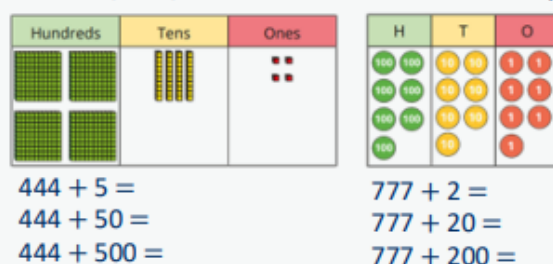 Hundreds Tens Ones
H T O
100 100 10 10 1 1
100 100 10 10 1 1
100 100 10 10 1 1
100 10 1
444 + 5 =
444 + 50 =
444 + 500 =
777 + 2 =
777 + 20 =
777 + 200 =